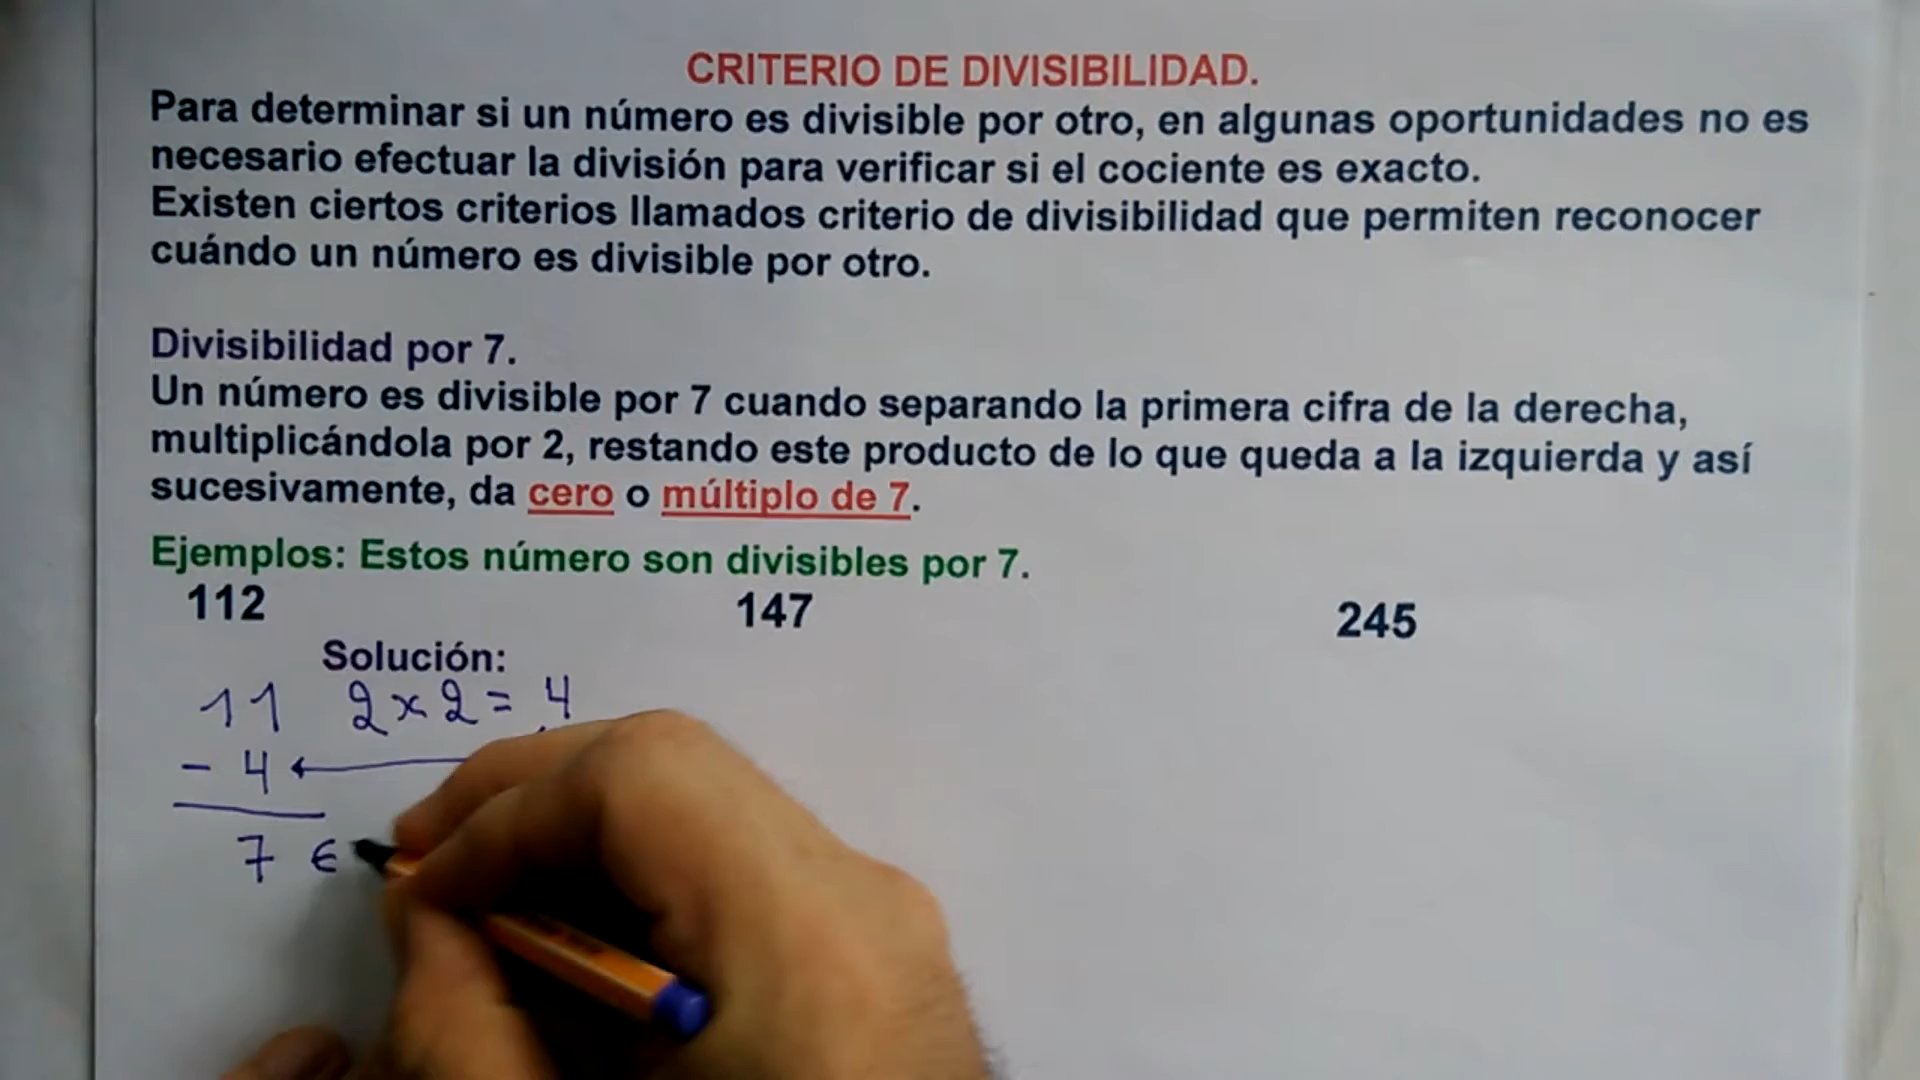 CRITERIO DE DIVISIBILIDAD.
Para determinar si un número es divisible por otro, en algunas oportunidades no es
necesario efectuar la división para verificar si el cociente es exacto.
Existen ciertos criterios llamados criterio de divisibilidad que permiten reconocer
cuándo un número es divisible por otro.
Divisibilidad por 7.
Un número es divisible por 7 cuando separando la primera cifra de la derecha,
multiplicándola por 2, restando este producto de lo que queda a la izquierda y así
sucesivamente, da cero o múltiplo de 7.
Ejemplos: Estos número son divisibles por 7.
112 147 245
Solución:
11 2 x 2 = 4
- 4 ←
7 €